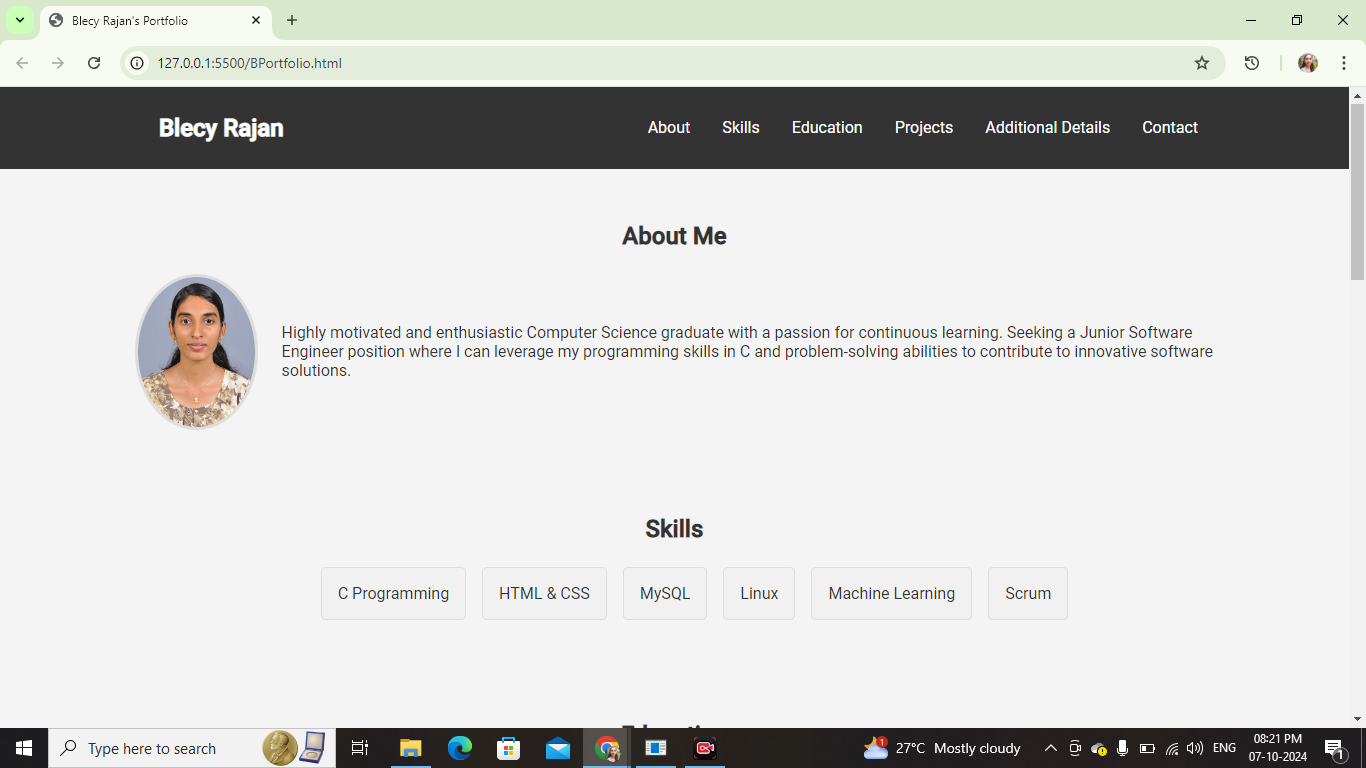 Blecy Rajan's Portfolio
127.0.0.1:5500/BPortfolio.html
Blecy Rajan
About Skills Education Projects Additional Details Contact
About Me
Highly motivated and enthusiastic Computer Science graduate with a passion for continuous learning. Seeking a Junior Software
Engineer position where I can leverage my programming skills in C and problem-solving abilities to contribute to innovative software
solutions.
Skills
C Programming HTML & CSS MySQL Linux Machine Learning Scrum
Type here to search
1
27°C Mostly cloudy
ENG
08:21 PM
07-10-2024
1